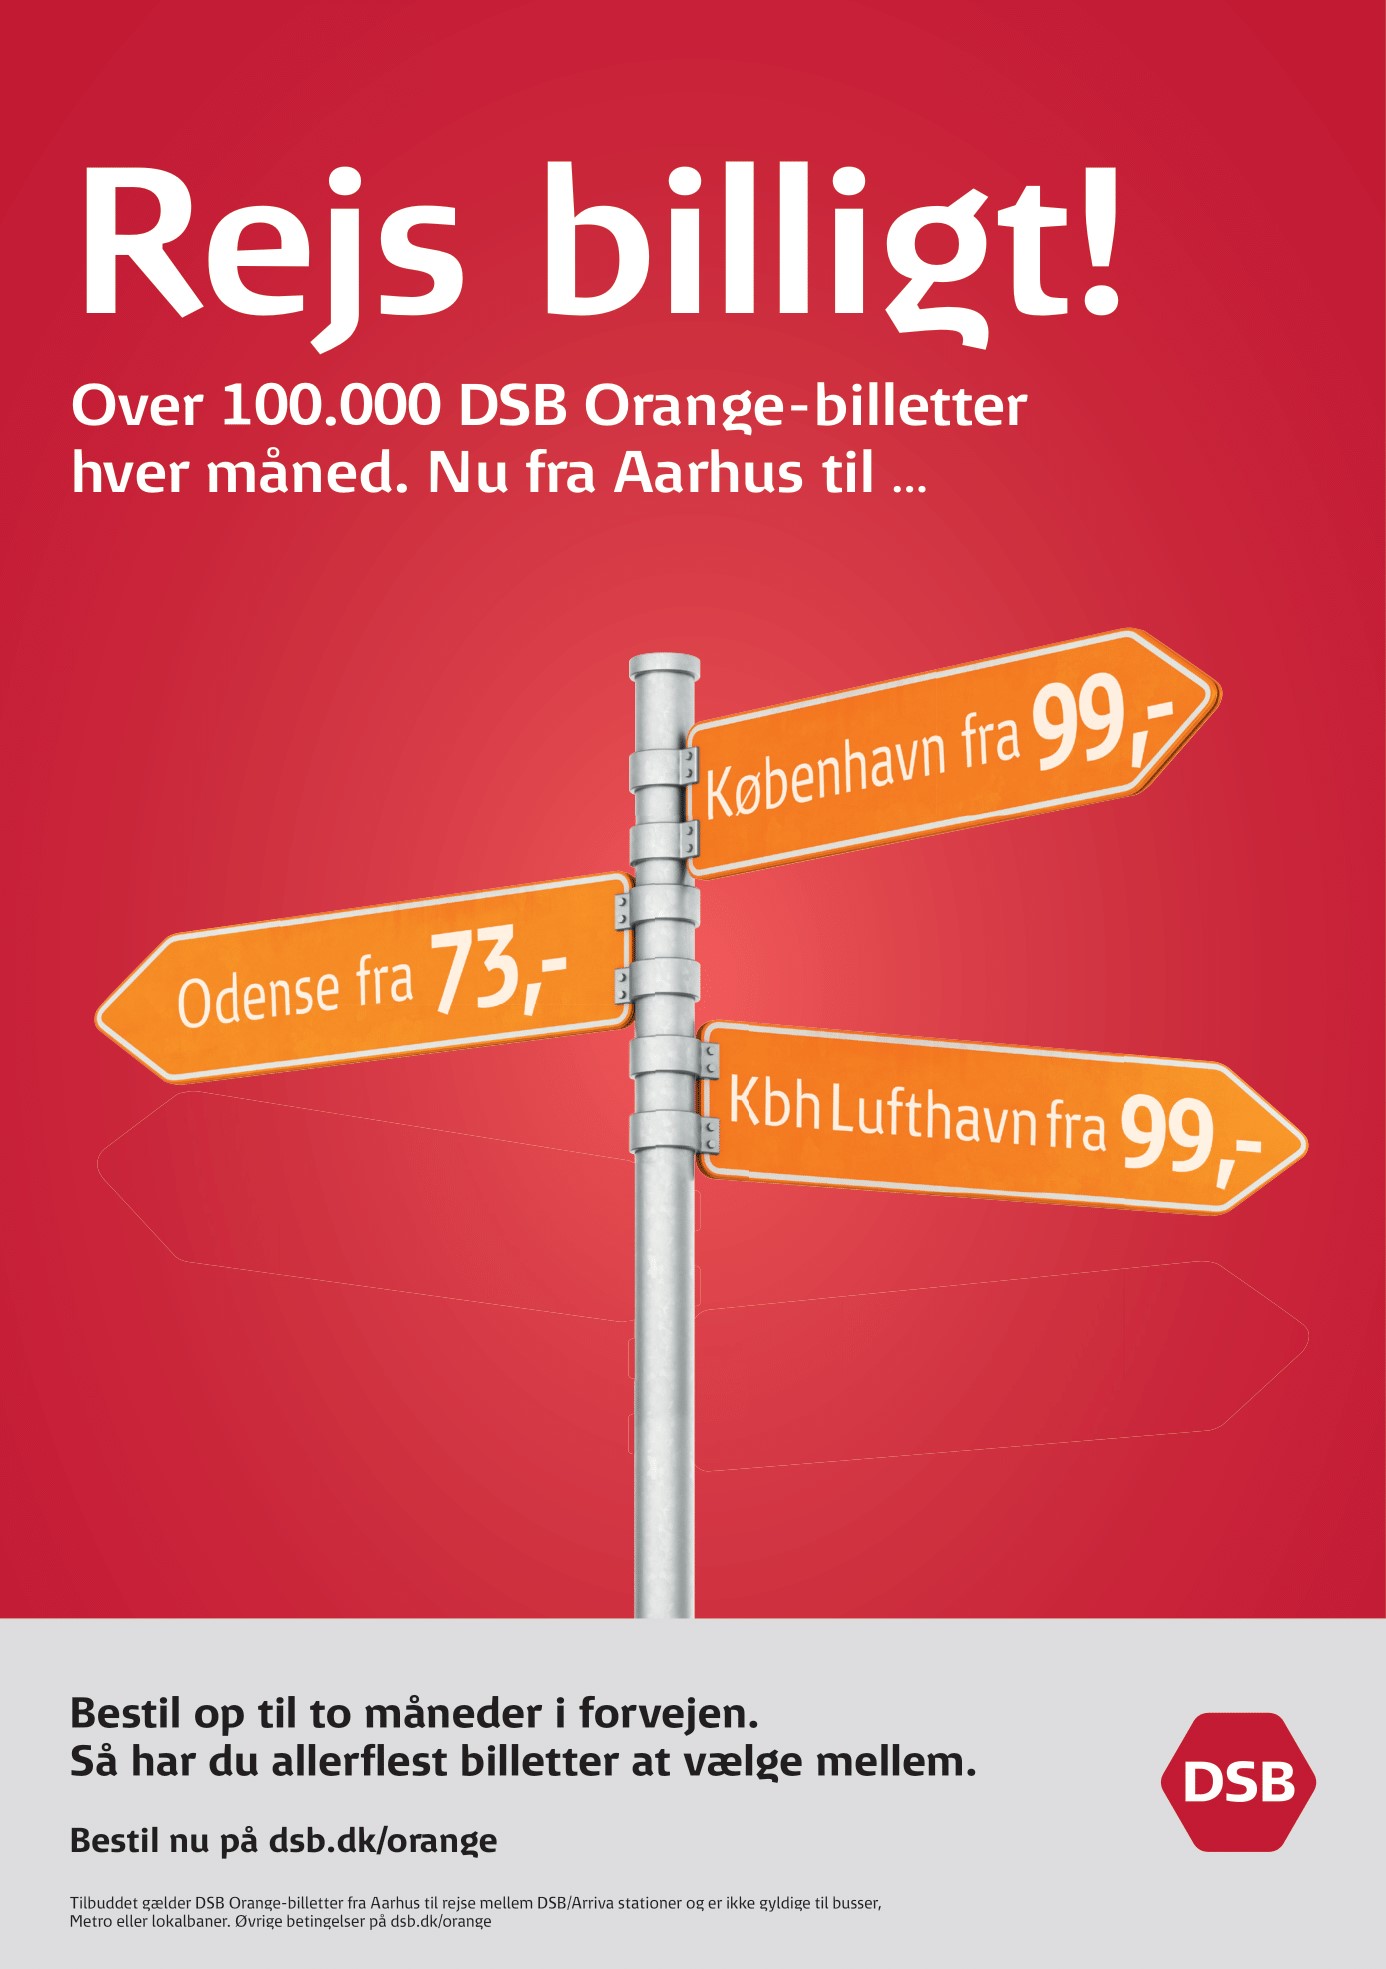 Rejs billigt!
Over 100.000 DSB Orange-billetter
hver måned. Nu fra Aarhus til ...
København fra 99,-
Odense fra 73,-
Kbh Lufthavn fra 99,-
Bestil op til to måneder i forvejen.
Så har du allerflest billetter at vælge mellem.
DSB
Bestil nu på dsb.dk/orange
Tilbuddet gælder DSB Orange-billetter fra Aarhus til rejse mellem DSB/Arriva stationer og er ikke gyldige til busser,
Metro eller lokalbaner. Øvrige betingelser på dsb.dk/orange